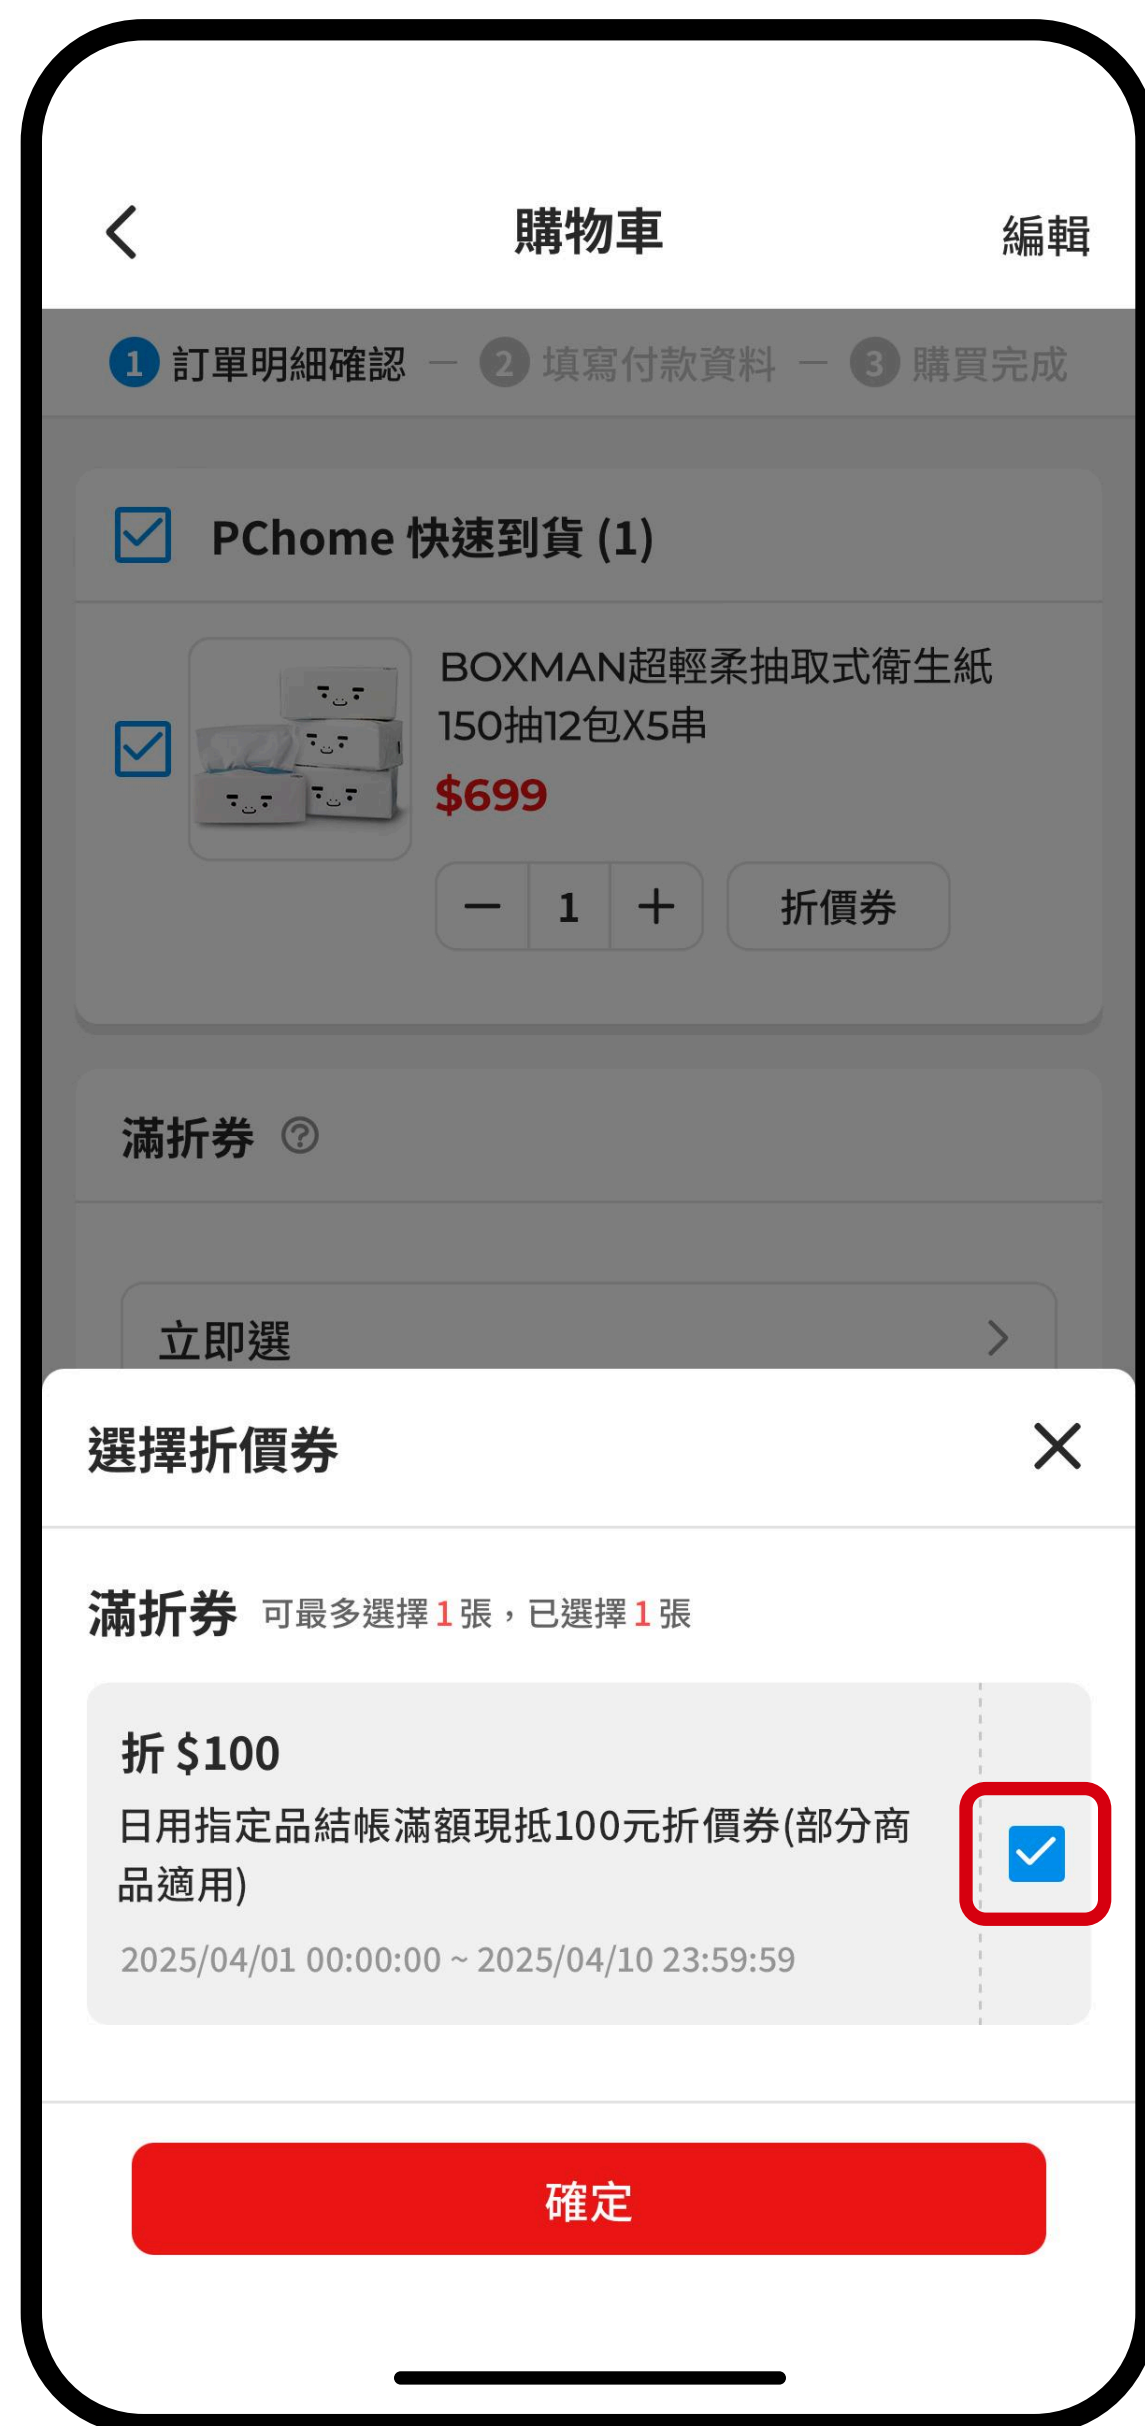 購物車
編輯
1 訂單明細確認 — 2 填寫付款資料 — 3 購買完成
PChome 快速到貨 (1)
BOXMAN超輕柔抽取式衛生紙
150抽12包X5串
$699
1
折價券
滿折券
立即選
選擇折價券
滿折券 可最多選擇 1 張，已選擇 1 張
折 $100
日用指定品結帳滿額現抵100元折價券(部分商
品適用)
2025/04/01 00:00:00 ~ 2025/04/10 23:59:59
確定